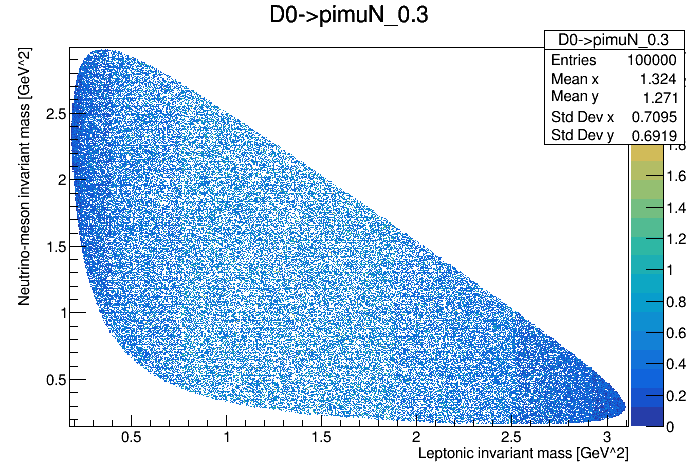 D0->pimuN_0.3
D0->pimuN_0.3
Entries 100000
Mean x 1.324
Mean y 1.271
Std Dev x 0.7095
Std Dev y 0.6919
Neutrino-meson invariant mass [GeV^2]
2.5
2
1.5
1
0.5
1.8
1.6
1.4
1.2
1
0.8
0.6
0.4
0.2
0
0.5 1 1.5 2 2.5 3
Leptonic invariant mass [GeV^2]